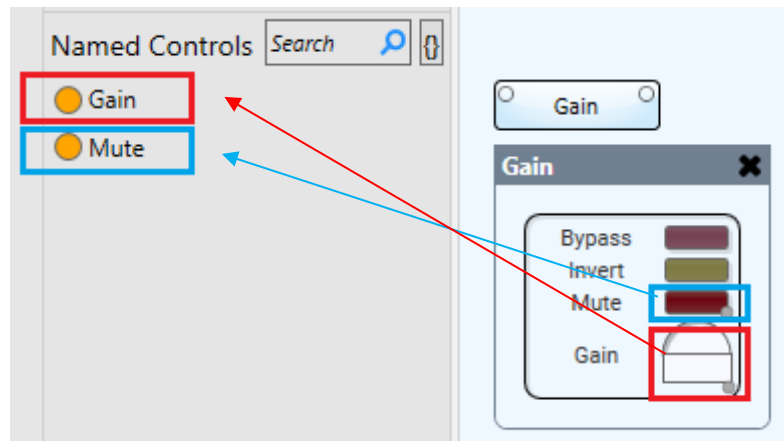 Named Controls Search {}
Gain
Mute
Gain
Gain
Bypass
Invert
Mute
Gain